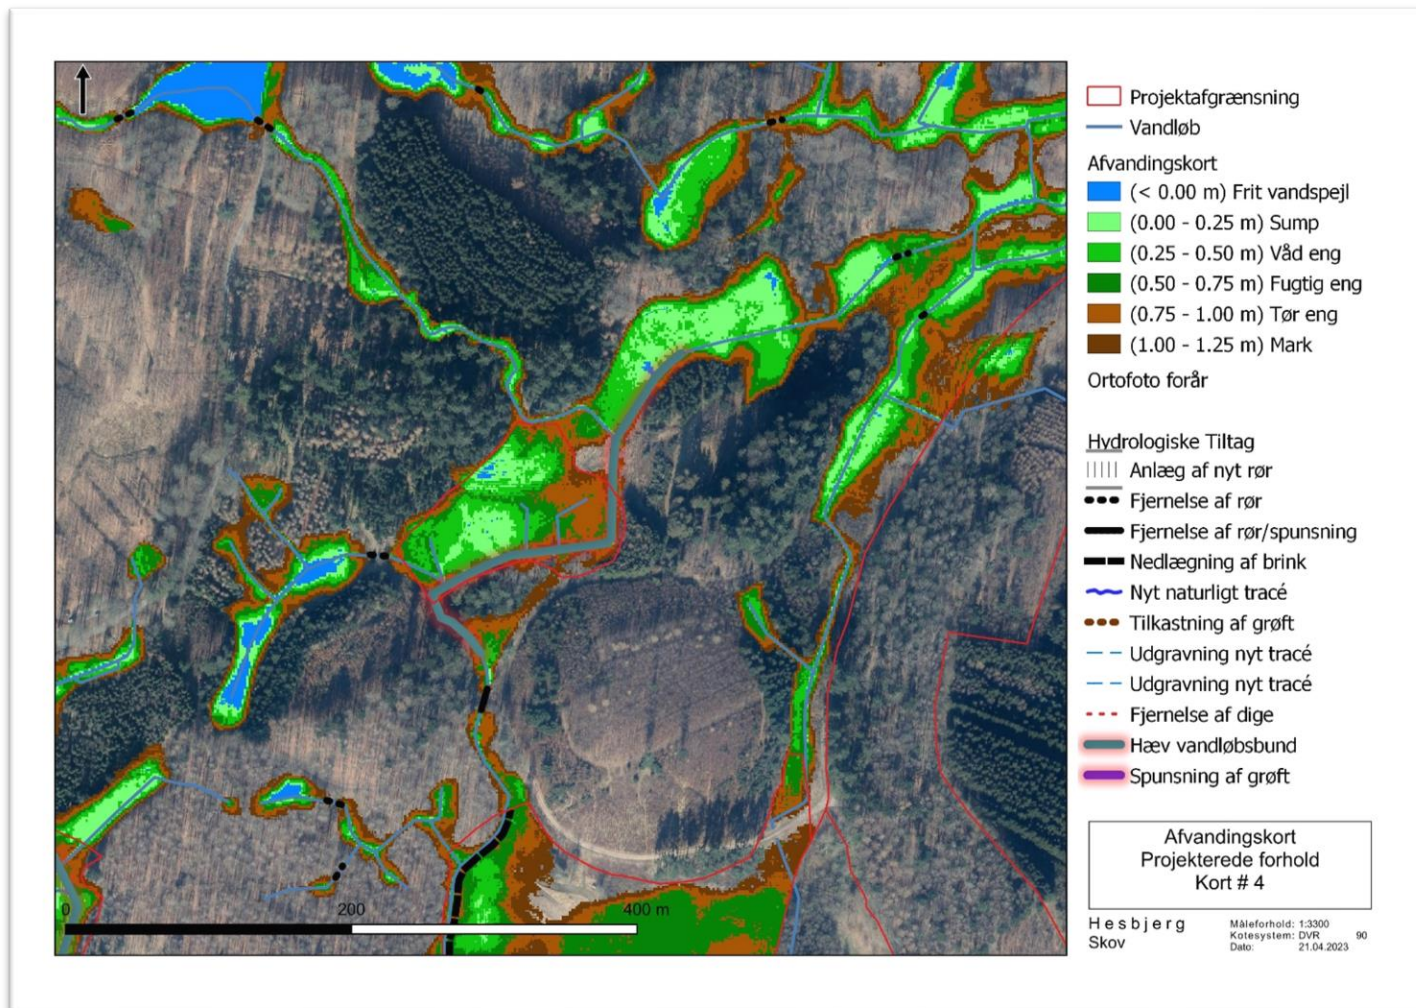 Projektafgrænsning
Vandløb
Afvandingskort
(< 0.00 m) Frit vandspejl
(0.00 - 0.25 m) Sump
(0.25 - 0.50 m) Våd eng
(0.50 - 0.75 m) Fugtig eng
(0.75 - 1.00 m) Tør eng
(1.00 - 1.25 m) Mark
Ortofoto forår
Hydrologiske Tiltag
Anlæg af nyt rør
Fjernelse af rør
Fjernelse af rør/spunsning
Nedlægning af brink
Nyt naturligt tracé
Tilkastning af grøft
Udgravning nyt tracé
Udgravning nyt tracé
Fjernelse af dige
Hæv vandløbsbund
Spunsning af grøft
0 200 400 m
Afvandingskort
Projekterede forhold
Kort # 4
Hesbjerg
Skov
Måleforhold: 1:3300
Kotesystem: DVR 90
Dato: 21.04.2023